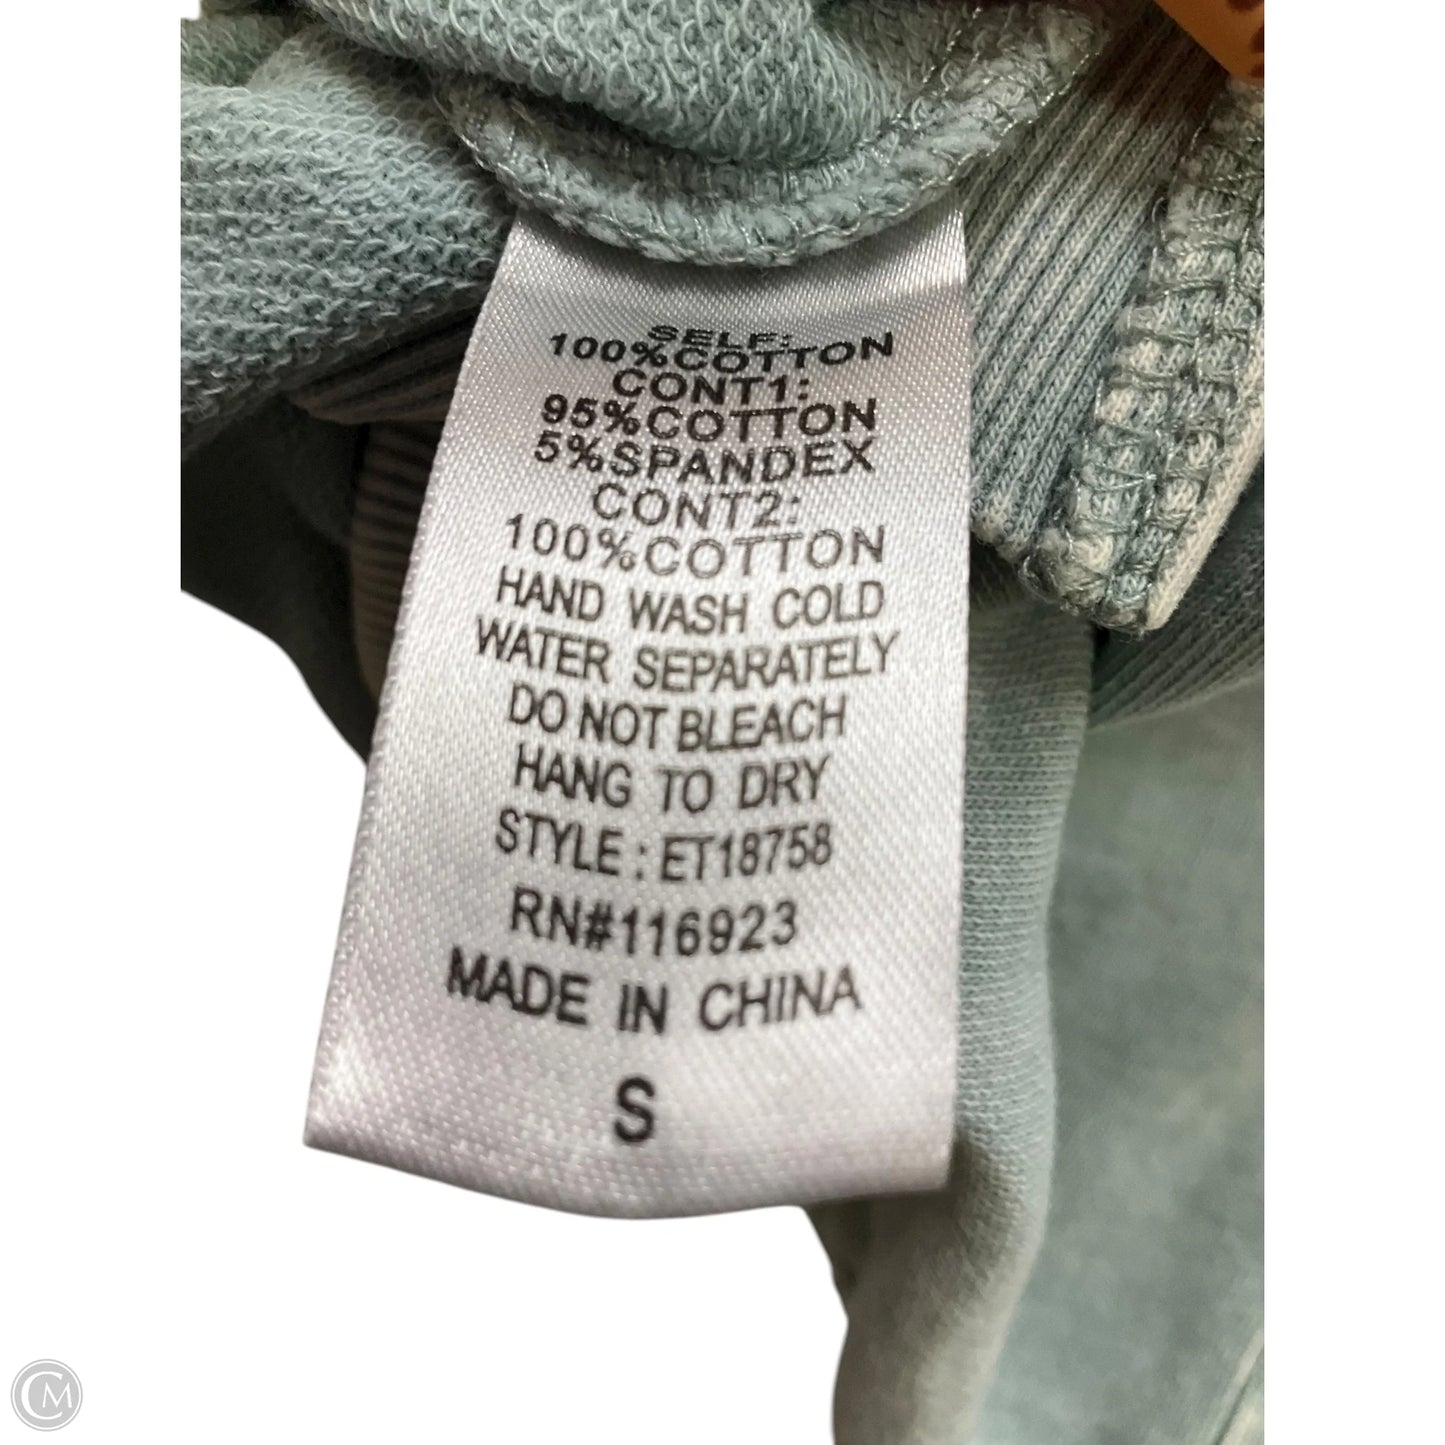 SELF:
100%COTTON
CONT1:
95%COTTON
5%SPANDEX
CONT2:
100%COTTON
HAND WASH COLD
WATER SEPARATELY
DO NOT BLEACH
HANG TO DRY
STYLE : ET18758
RN#116923
MADE IN CHINA
S
CM